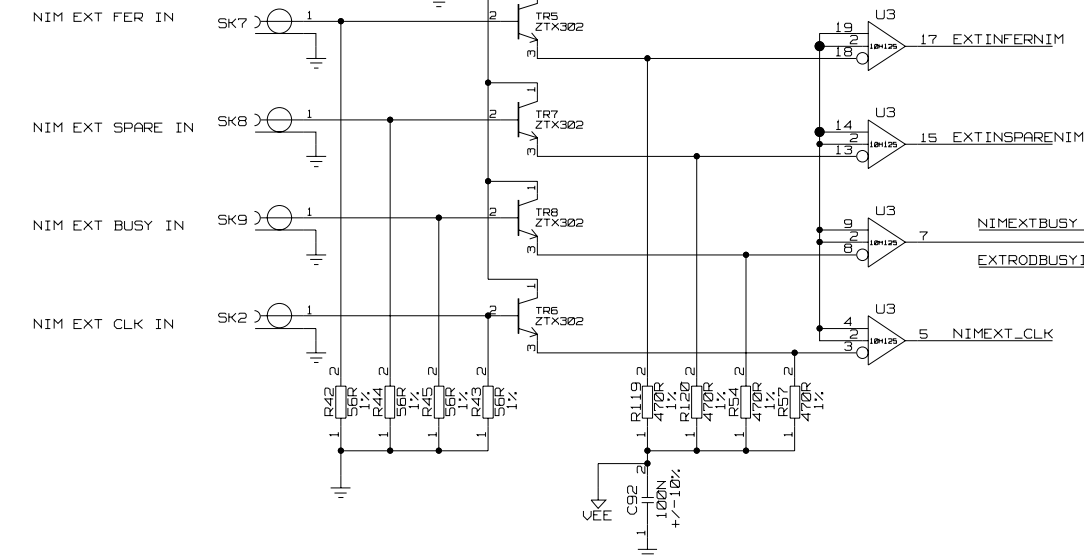 NIM EXT FER IN
SK7
1
2
TR5
ZTX302
3
U3
19
2
18
10H125
17
EXTINFERNIM
NIM EXT SPARE IN
SK8
1
2
1
TR7
ZTX302
3
U3
14
2
13
10H125
15
EXTINSPARENIM
NIM EXT BUSY IN
SK9
1
2
1
TR8
ZTX302
3
U3
9
2
8
10H125
7
NIMEXTBUSY
EXTRODBUSYI
NIM EXT CLK IN
SK2
1
2
1
TR6
ZTX302
3
U3
4
2
3
10H125
5
NIMEXT_CLK
2
R42
56R
1%
1
2
R44
56R
1%
1
2
R45
56R
1%
1
2
R43
56R
1%
1
2
R119
470R
1%
1
2
R120
470R
1%
1
2
R54
470R
1%
1
2
R57
470R
1%
1
VEE
2
C92
100N
+/-10%
1